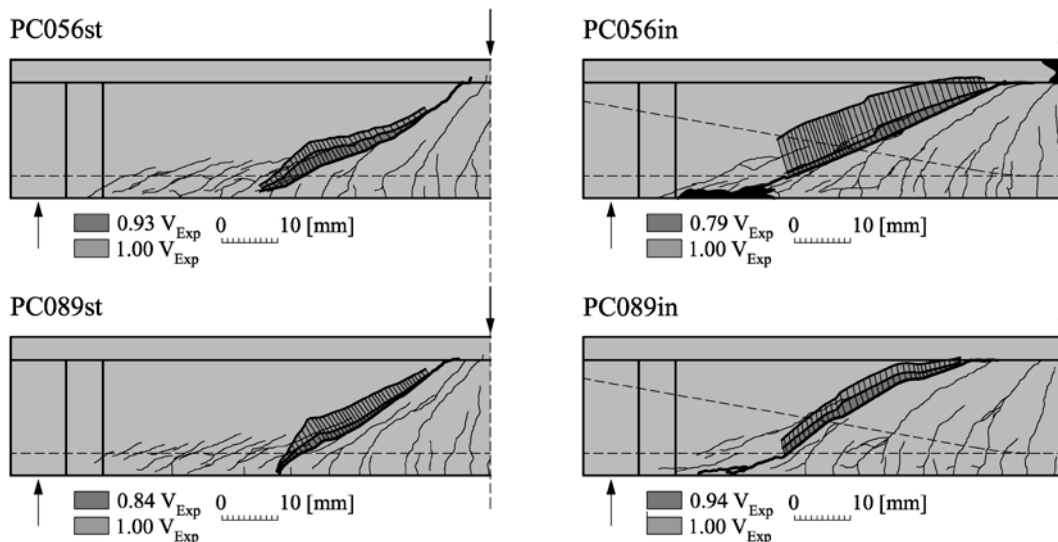 PC056st
PC056in
0.93 V_Exp 0 10 [mm]
1.00 V_Exp
0.79 V_Exp 0 10 [mm]
1.00 V_Exp
PC089st
PC089in
0.84 V_Exp 0 10 [mm]
1.00 V_Exp
0.94 V_Exp 0 10 [mm]
1.00 V_Exp